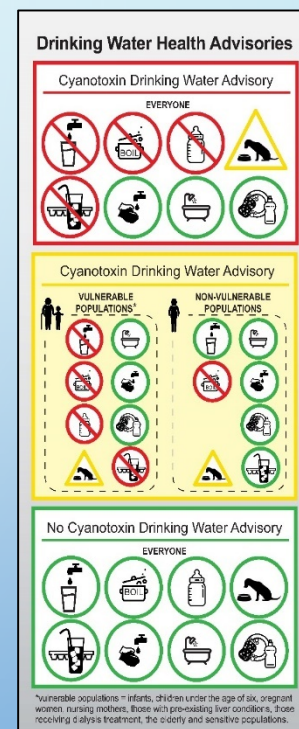 Drinking Water Health Advisories
Cyanotoxin Drinking Water Advisory
EVERYONE
BOIL
Cyanotoxin Drinking Water Advisory
VULNERABLE
POPULATIONS*
NON-VULNERABLE
POPULATIONS
BOIL
BOIL
No Cyanotoxin Drinking Water Advisory
EVERYONE
BOIL
*vulnerable populations = infants, children under the age of six, pregnant
women, nursing mothers, those with pre-existing liver conditions, those
receiving dialysis treatment, the elderly and sensitive populations.